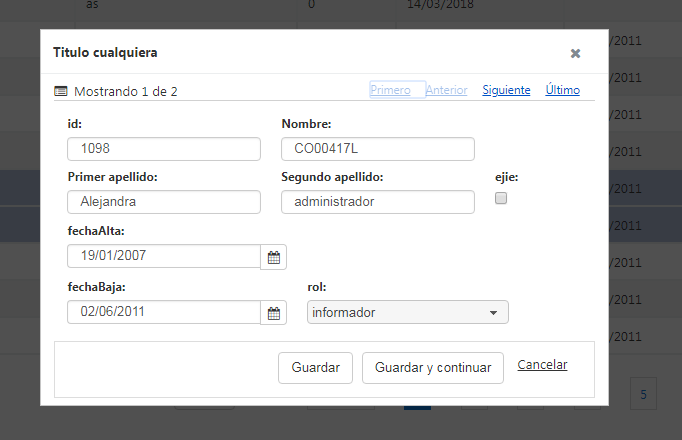 as 0 14/03/2018
Titulo cualquiera
Mostrando 1 de 2 Primero Anterior Siguiente Último
id: Nombre:
1098 CO00417L
Primer apellido: Segundo apellido: ejie:
Alejandra administrador
fechaAlta:
19/01/2007
fechaBaja: rol:
02/06/2011 informador
Guardar Guardar y continuar Cancelar
/2011
/2011
/2011
/2011
/2011
/2011
/2011
/2011
/2011
5